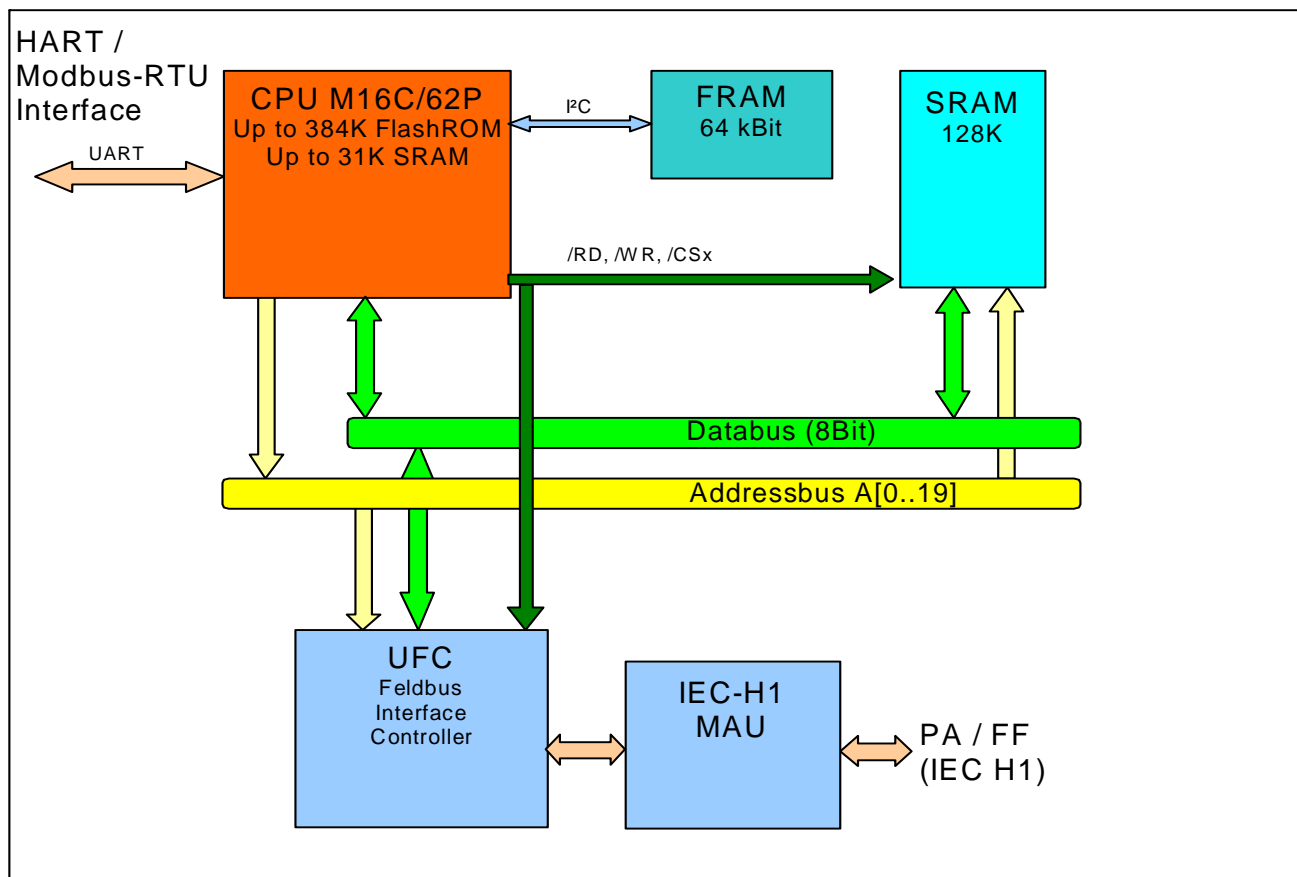 HART /
Modbus-RTU
Interface
UART
CPU M16C/62P
Up to 384K FlashROM
Up to 31K SRAM
I²C
FRAM
64 kBit
SRAM
128K
/RD, /WR, /CSx
Databus (8Bit)
Addressbus A[0..19]
UFC
Feldbus
Interface
Controller
IEC-H1
MAU
PA / FF
(IEC H1)